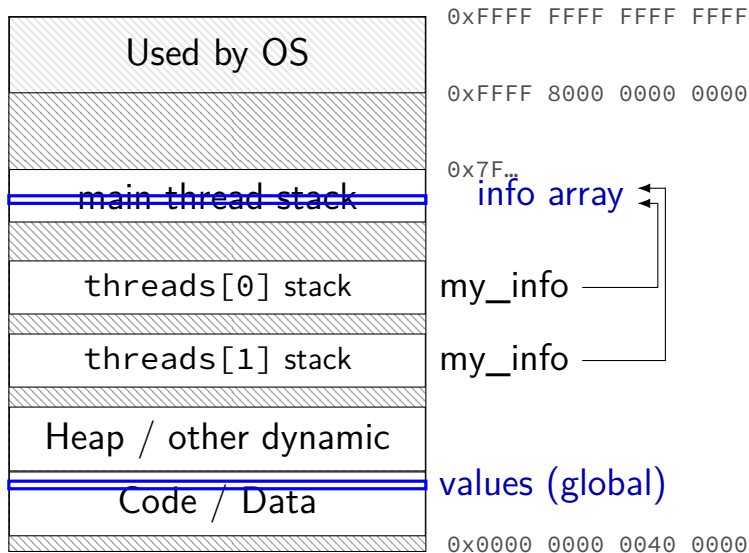 0xFFFF FFFF FFFF FFFF
Used by OS
0xFFFF 8000 0000 0000
0x7F…
main thread stack
info array
threads[0] stack
my_info
threads[1] stack
my_info
Heap / other dynamic
values (global)
Code / Data
0x0000 0000 0040 0000